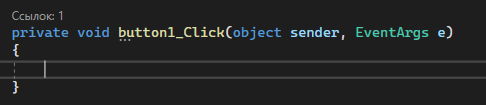 Ссылок: 1
private void button1_Click(object sender, EventArgs e)
{
}